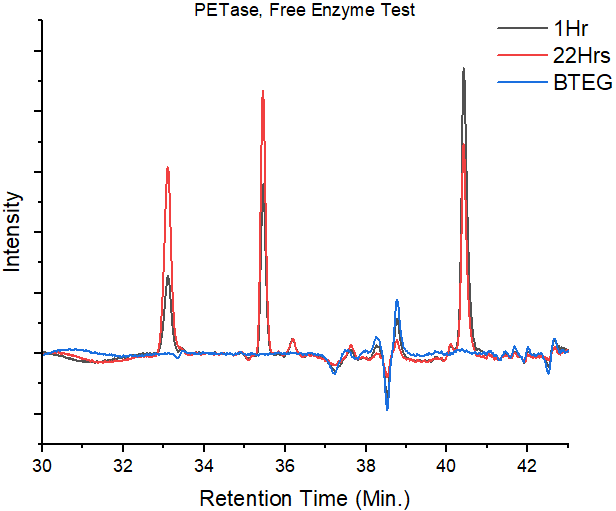 PETase, Free Enzyme Test
1Hr
22Hrs
BTEG
Intensity
30 32 34 36 38 40 42
Retention Time (Min.)